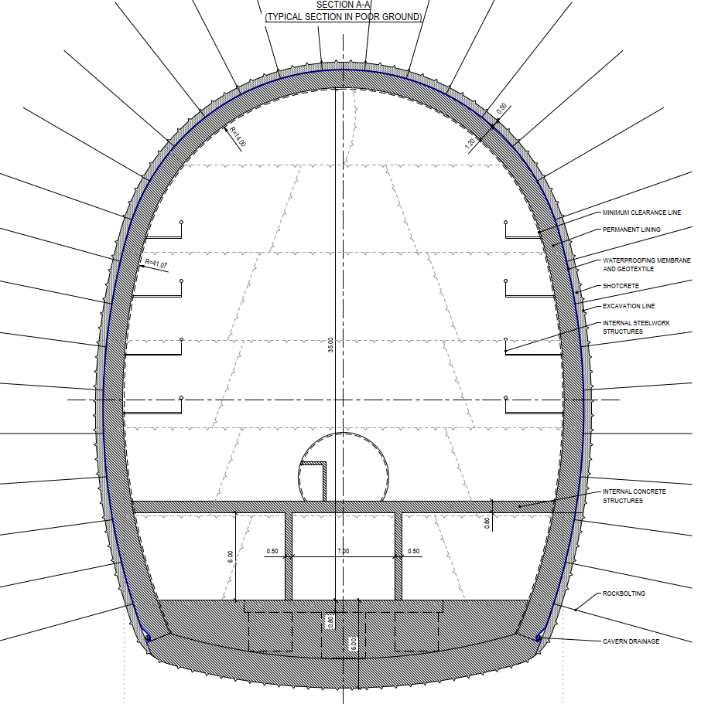 SECTION A-A
(TYPICAL SECTION IN POOR GROUND)
0.50
1.20
R=14.00
MINIMUM CLEARANCE LINE
PERMANENT LINING
R=41.07
WATERPROOFING MEMBRANE
AND GEOTEXTILE
SHOTCRETE
EXCAVATION LINE
INTERNAL STEELWORK
STRUCTURES
35.00
INTERNAL CONCRETE
STRUCTURES
0.80
6.00
0.50
7.00
0.50
ROCKBOLTING
0.80
6.00
CAVERN DRAINAGE